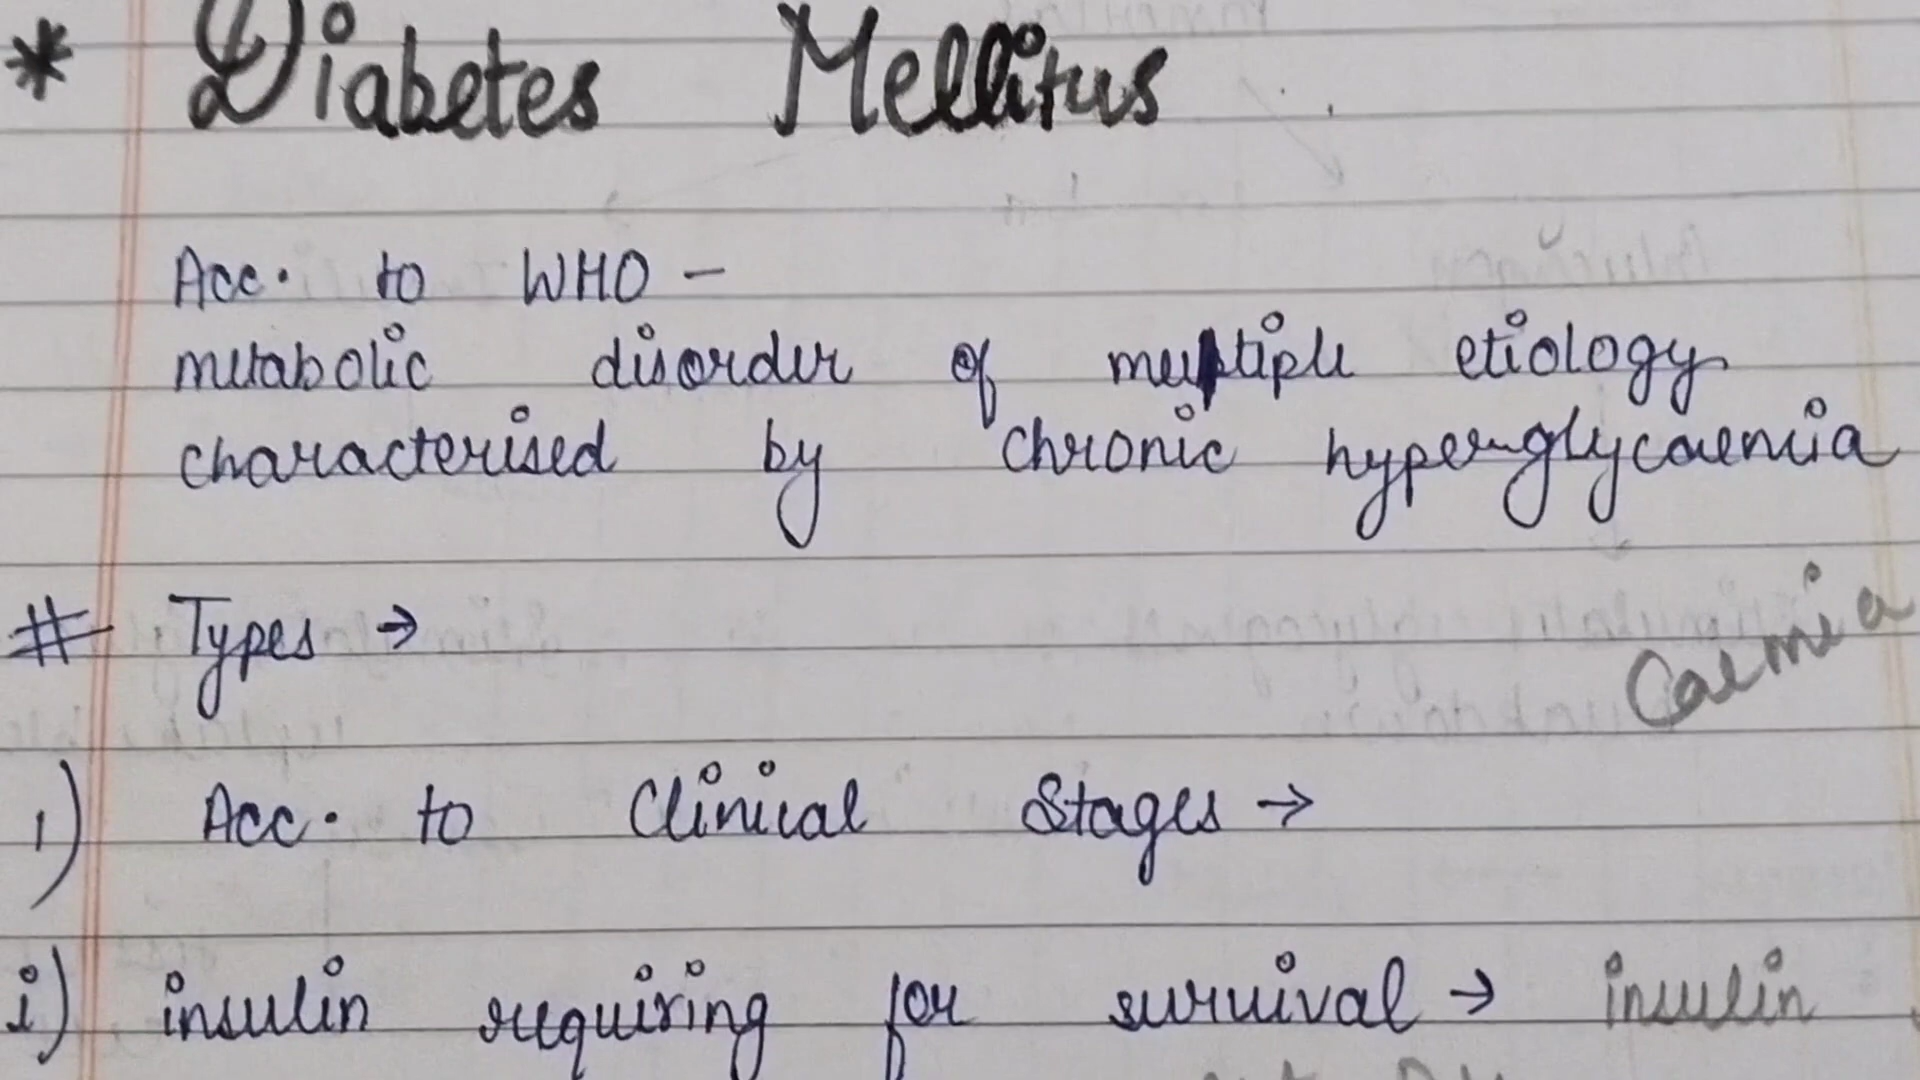 * Diabetes Mellitus
Acc. to WHO -
metabolic disorder of multiple etiology
characterised by chronic hyperglycaemia
# Types →
Caemia
1) Acc. to Clinical Stages →
i) insulin requiring for survival → insulin